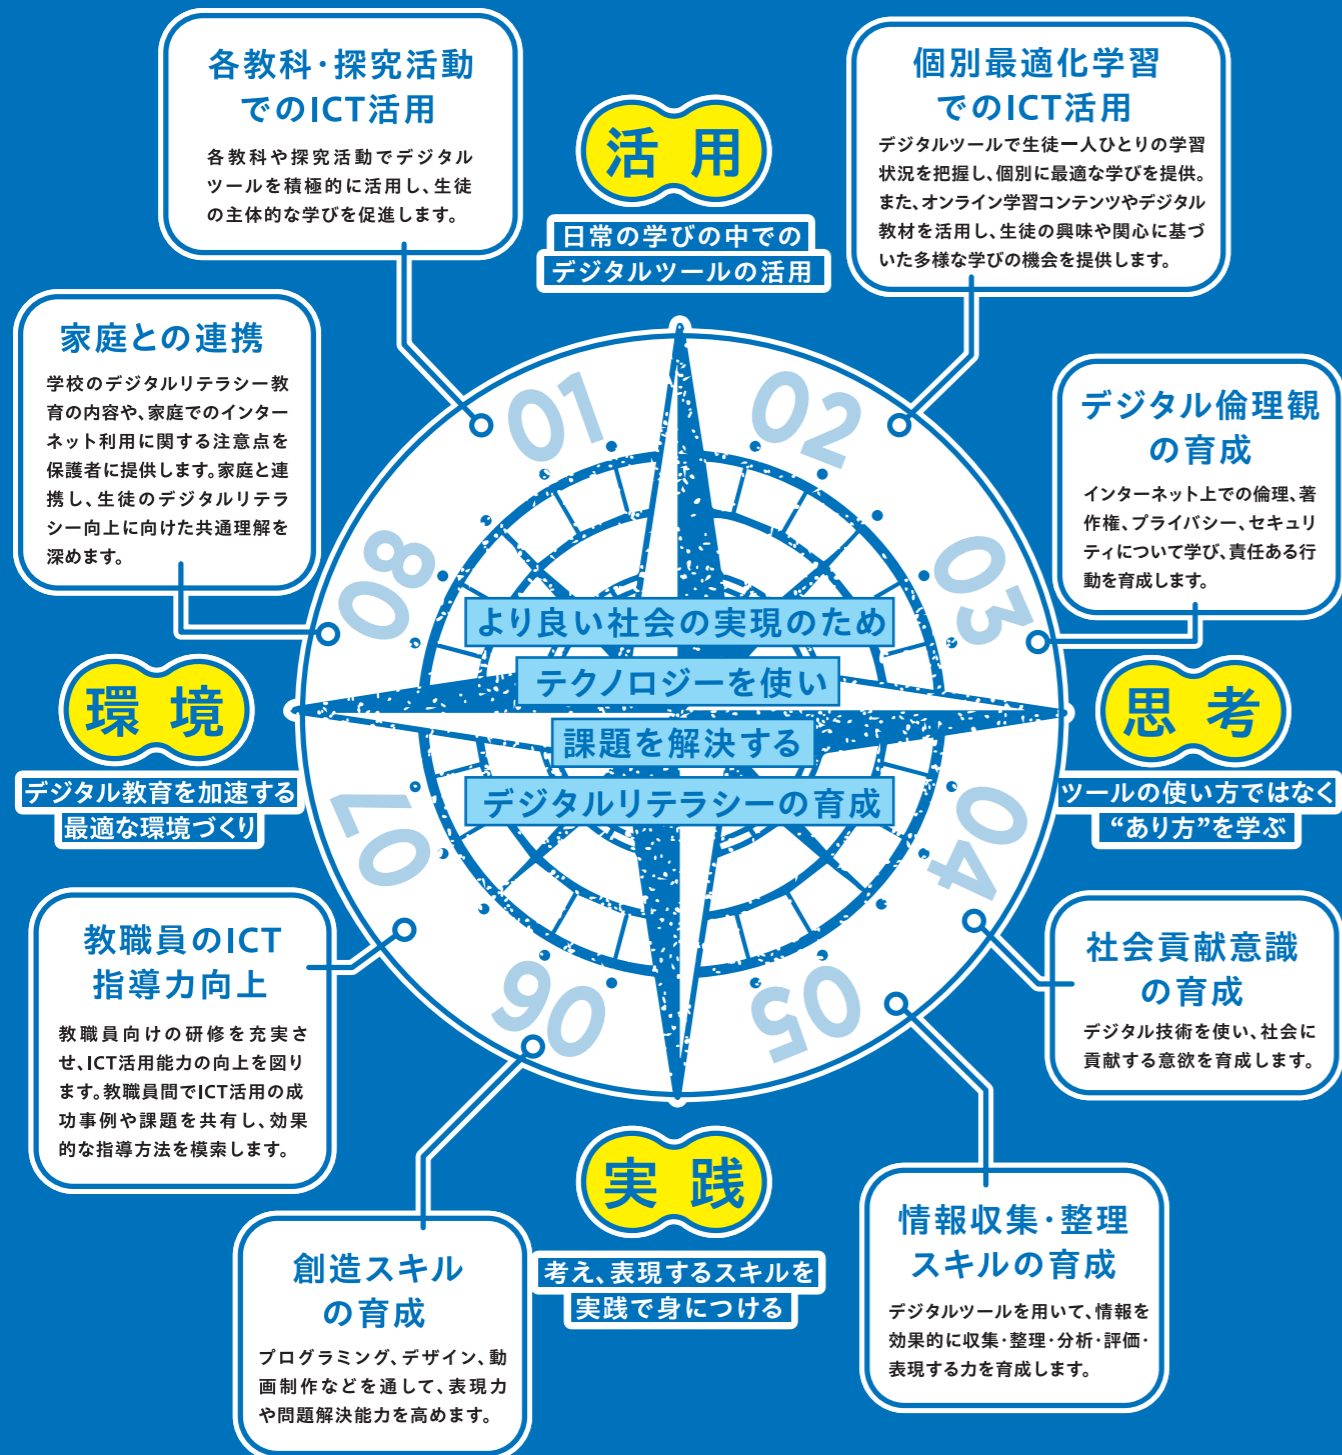 各教科・探究活動
でのICT活用
各教科や探究活動でデジタル
ツールを積極的に活用し、生徒
の主体的な学びを促進します。
活用
日常の学びの中での
デジタルツールの活用
個別最適化学習
でのICT活用
デジタルツールで生徒一人ひとりの学習
状況を把握し、個別に最適な学びを提供。
また、オンライン学習コンテンツやデジタル
教材を活用し、生徒の興味や関心に基づ
いた多様な学びの機会を提供します。
家庭との連携
学校のデジタルリテラシー教
育の内容や、家庭でのインター
ネット利用に関する注意点を
保護者に提供します。家庭と連
携し、生徒のデジタルリテラ
シー向上に向けた共通理解を
深めます。
デジタル倫理観
の育成
インターネット上での倫理、著
作権、プライバシー、セキュリ
ティについて学び、責任ある行
動を育成します。
01
02
03
04
05
06
07
08
より良い社会の実現のため
テクノロジーを使い
課題を解決する
デジタルリテラシーの育成
環境
デジタル教育を加速する
最適な環境づくり
思考
ツールの使い方ではなく
“あり方”を学ぶ
教職員のICT
指導力向上
教職員向けの研修を充実さ
せ、ICT活用能力の向上を図り
ます。教職員間でICT活用の成
功事例や課題を共有し、効果
的な指導方法を模索します。
社会貢献意識
の育成
デジタル技術を使い、社会に
貢献する意欲を育成します。
実践
考え、表現するスキルを
実践で身につける
創造スキル
の育成
プログラミング、デザイン、動
画制作などを通して、表現力
や問題解決能力を高めます。
情報収集・整理
スキルの育成
デジタルツールを用いて、情報を
効果的に収集・整理・分析・評価・
表現する力を育成します。